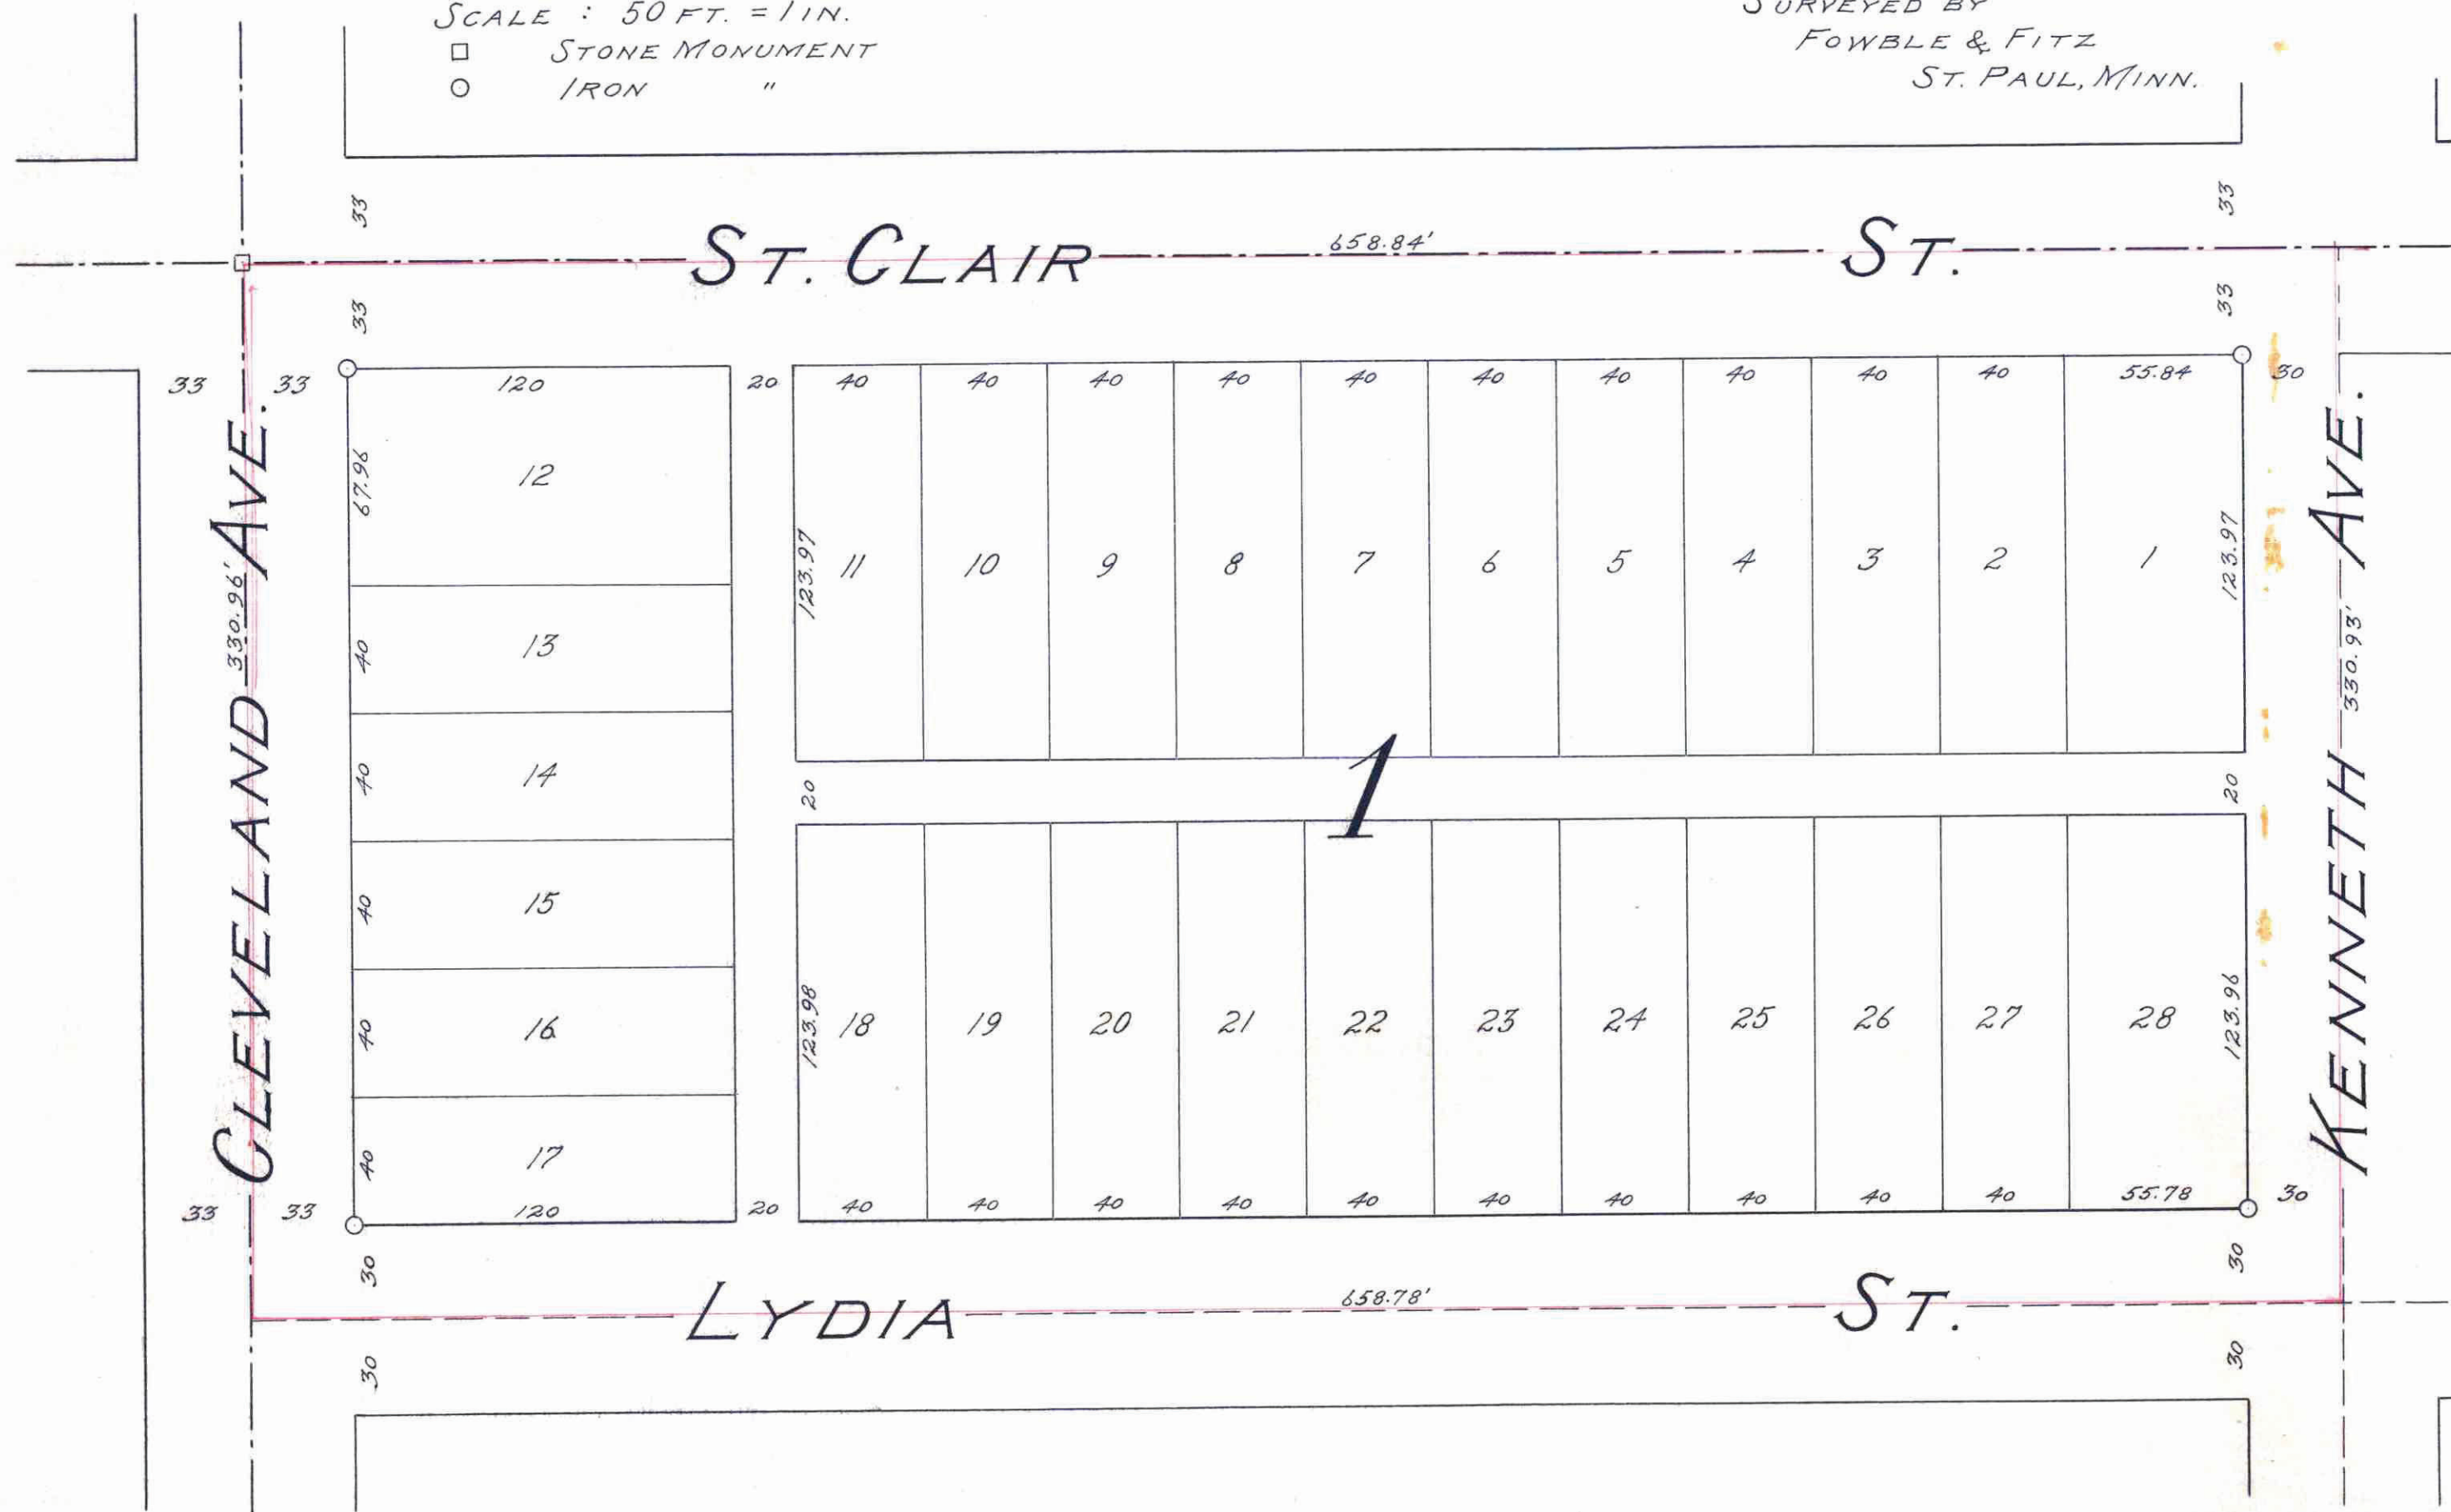 SCALE : 50 FT. = 1 IN.
□ STONE MONUMENT
○ IRON "
SURVEYED BY
FOWBLE & FITZ
ST. PAUL, MINN.
33 33
ST. CLAIR 658.84' ST.
33 33
33 33 120 20 40 40 40 40 40 40 40 40 40 40 55.84 30
CLEVELAND 330.96' AVE.
KENNETH 330.93' AVE.
67.96 12
123.97 11 10 9 8 7 6 5 4 3 2 1 123.97
40 13
40 14
20 1 20
40 15
40 16
123.98 18 19 20 21 22 23 24 25 26 27 28 123.96
40 17
33 33 120 20 40 40 40 40 40 40 40 40 40 40 55.78 30
30 30
LYDIA 658.78' ST.
30 30